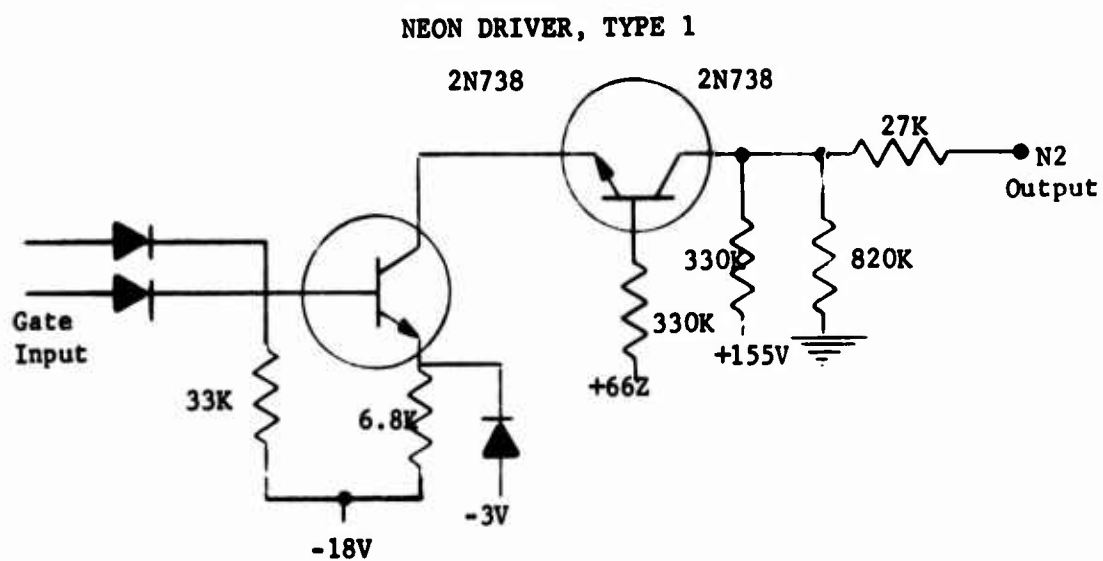 NEON DRIVER, TYPE 1
2N738
2N738
27K
N2
Output
330K
820K
Gate
Input
330K
+155V
+66Z
33K
6.8K
-3V
-18V